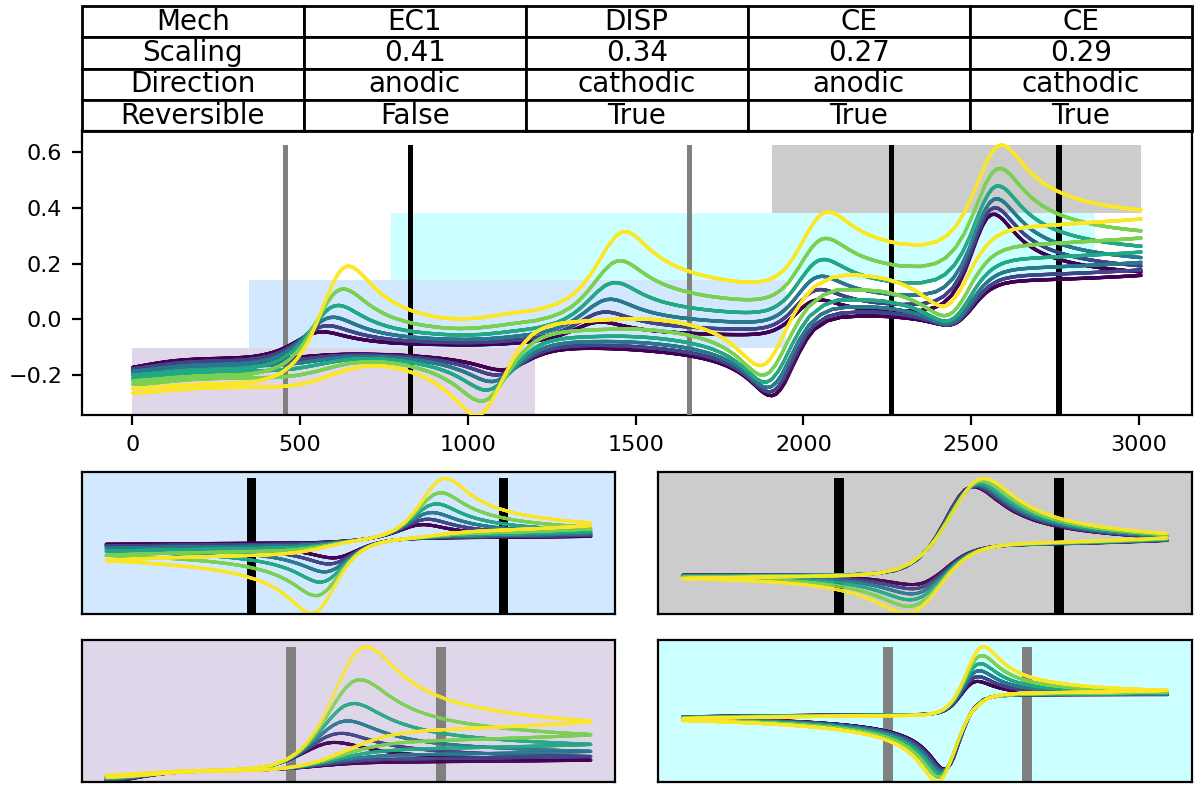 Mech EC1 DISP CE CE
Scaling 0.41 0.34 0.27 0.29
Direction anodic cathodic anodic cathodic
Reversible False True True True
0.6
0.4
0.2
0.0
−0.2
0 500 1000 1500 2000 2500 3000